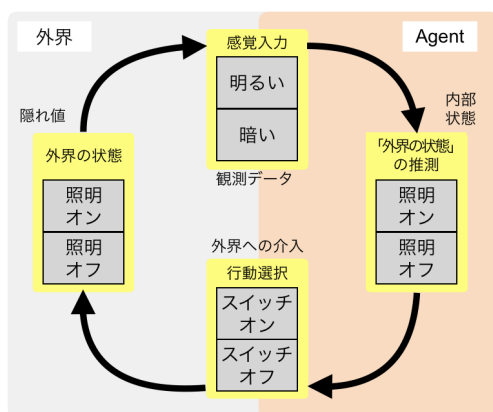 外界
Agent
感覚入力
明るい
暗い
観測データ
隠れ値
外界の状態
照明
オン
照明
オフ
内部
状態
「外界の状態」
の推測
照明
オン
照明
オフ
外界への介入
行動選択
スイッチ
オン
スイッチ
オフ